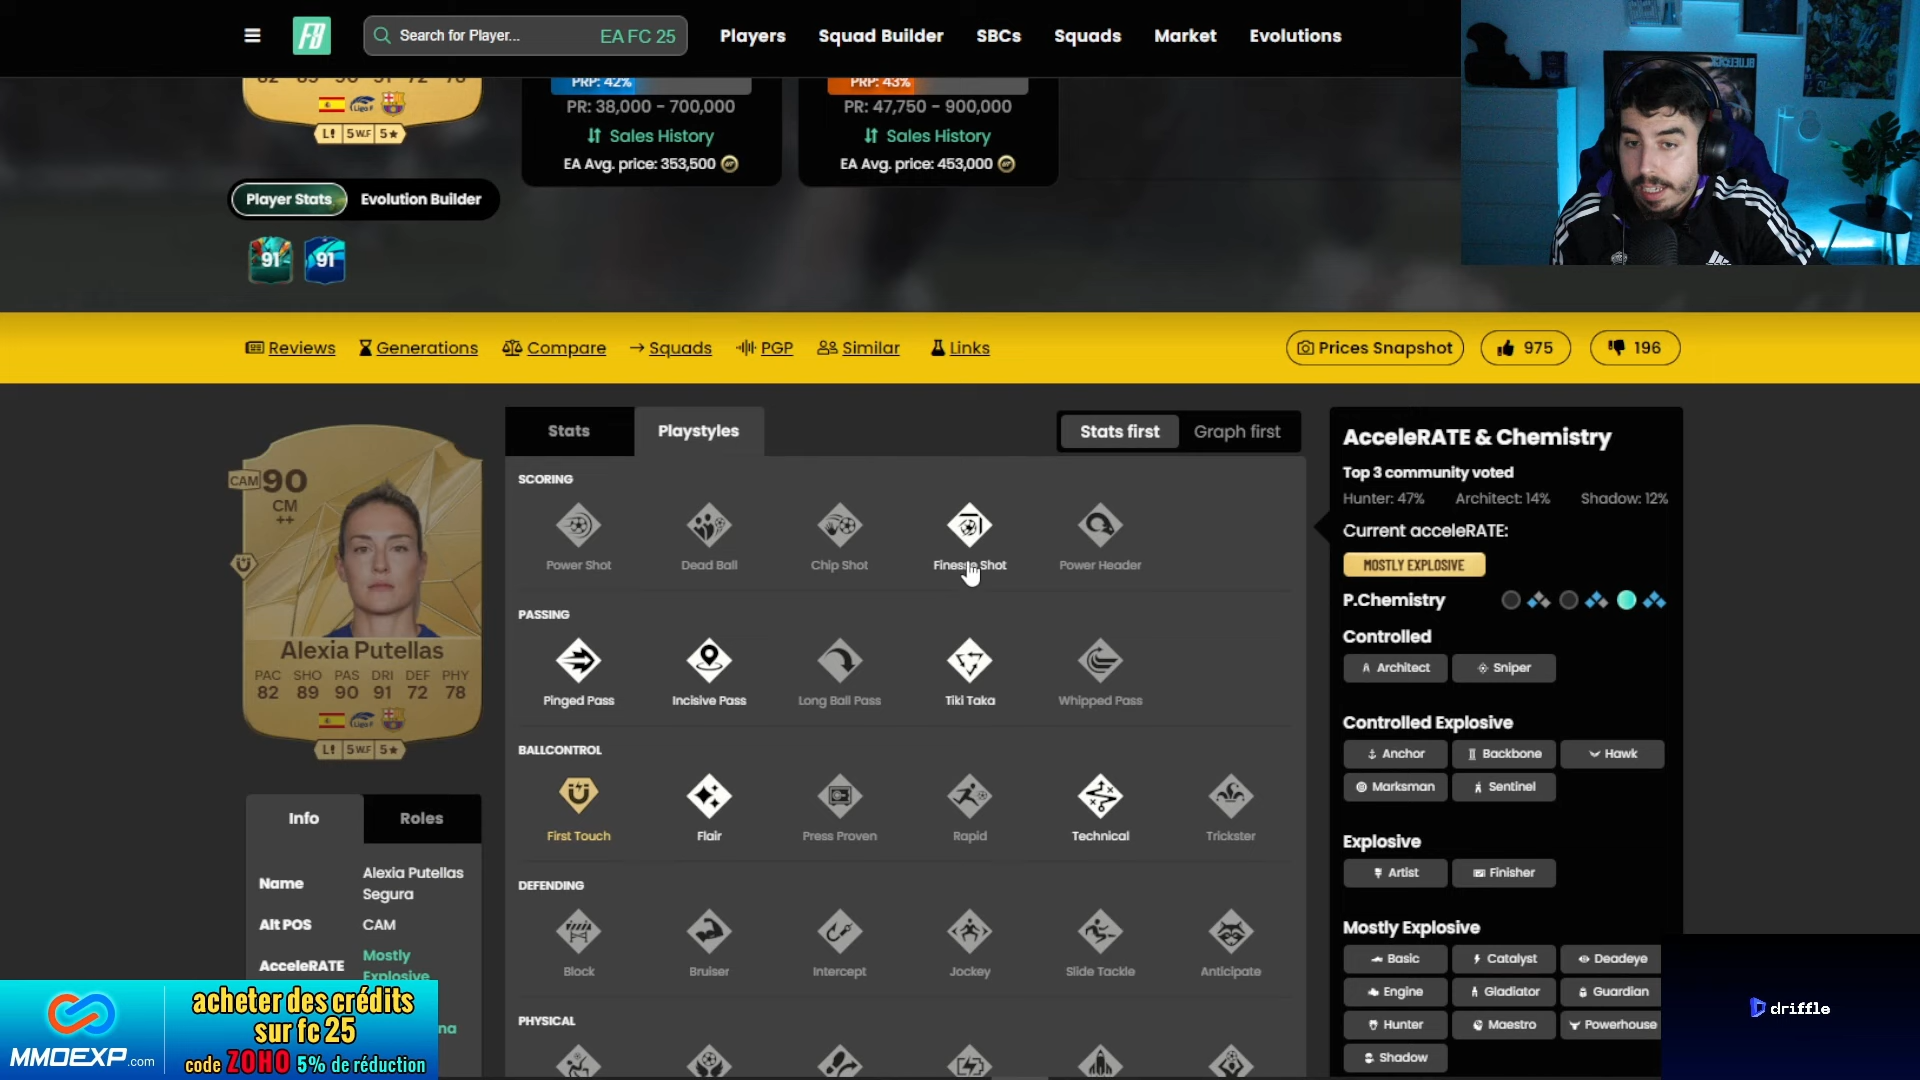 Search for Player...
EA FC 25
Players
Squad Builder
SBCs
Squads
Market
Evolutions
82 89 90 91 72 78
L! 5 W.F 5★
PRP: 42%
PR: 38,000 - 700,000
Sales History
EA Avg. price: 353,500
PRP: 43%
PR: 47,750 - 900,000
Sales History
EA Avg. price: 453,000
Player Stats
Evolution Builder
91
91
Reviews
Generations
Compare
Squads
PGP
Similar
Links
Prices Snapshot
975
196
CAM
90
CM
++
Alexia Putellas
PAC SHO PAS DRI DEF PHY
82 89 90 91 72 78
L! 5 W.F 5★
Info
Roles
Name
Alexia Putellas
Segura
Alt POS
CAM
AcceleRATE
Mostly
Explosive
na
Stats
Playstyles
Stats first
Graph first
SCORING
Power Shot
Dead Ball
Chip Shot
Finesse Shot
Power Header
PASSING
Pinged Pass
Incisive Pass
Long Ball Pass
Tiki Taka
Whipped Pass
BALLCONTROL
First Touch
Flair
Press Proven
Rapid
Technical
Trickster
DEFENDING
Block
Bruiser
Intercept
Jockey
Slide Tackle
Anticipate
PHYSICAL
AcceleRATE & Chemistry
Top 3 community voted
Hunter: 47%
Architect: 14%
Shadow: 12%
Current acceleRATE:
MOSTLY EXPLOSIVE
P.Chemistry
Controlled
Architect
Sniper
Controlled Explosive
Anchor
Backbone
Hawk
Marksman
Sentinel
Explosive
Artist
Finisher
Mostly Explosive
Basic
Catalyst
Deadeye
Engine
Gladiator
Guardian
Hunter
Maestro
Powerhouse
Shadow
MMOEXP.com
acheter des crédits
sur fc 25
code ZOHO 5% de réduction
driffle